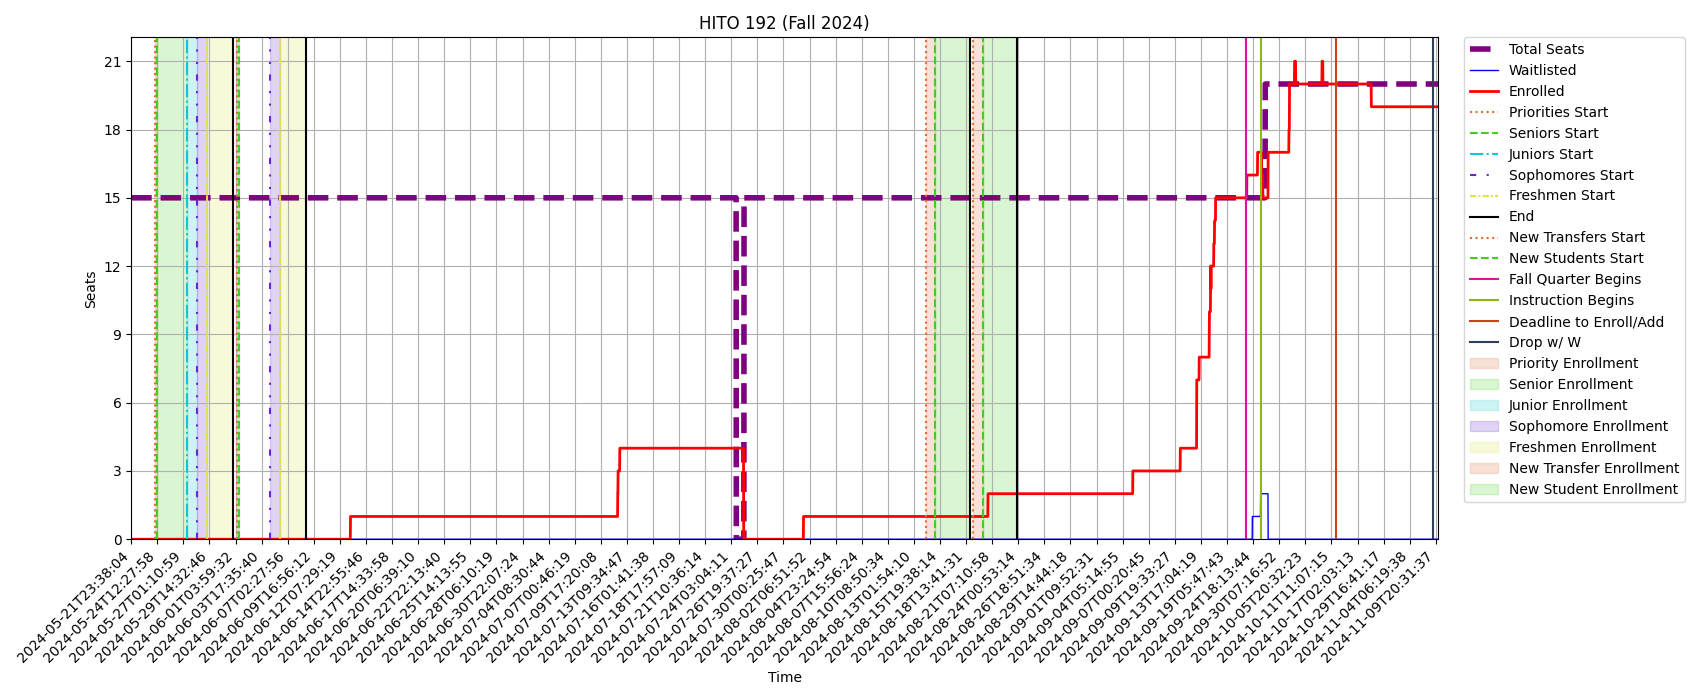 HITO 192 (Fall 2024)
Seats
21
18
15
12
9
6
3
0
2024-05-21T23:38:04
2024-05-24T12:27:58
2024-05-27T01:10:59
2024-05-29T14:32:46
2024-06-01T03:59:32
2024-06-03T17:35:40
2024-06-07T02:27:56
2024-06-09T16:56:12
2024-06-12T07:29:19
2024-06-14T22:55:46
2024-06-17T14:33:58
2024-06-20T06:39:10
2024-06-22T22:13:40
2024-06-25T14:13:55
2024-06-28T06:10:19
2024-06-30T22:07:24
2024-07-04T08:30:44
2024-07-07T00:46:19
2024-07-09T17:20:08
2024-07-13T09:34:47
2024-07-16T01:41:38
2024-07-18T17:57:09
2024-07-21T10:36:14
2024-07-24T03:04:11
2024-07-26T19:37:27
2024-07-30T00:25:47
2024-08-02T06:51:52
2024-08-04T23:24:54
2024-08-07T15:56:24
2024-08-10T08:50:34
2024-08-13T01:54:10
2024-08-15T19:38:14
2024-08-18T13:41:31
2024-08-21T07:10:58
2024-08-24T00:53:14
2024-08-26T18:51:34
2024-08-29T14:44:18
2024-09-01T09:52:31
2024-09-04T05:14:55
2024-09-07T00:20:45
2024-09-09T19:33:27
2024-09-13T17:04:19
2024-09-19T05:47:43
2024-09-24T18:13:44
2024-09-30T07:16:52
2024-10-05T20:32:23
2024-10-11T11:07:15
2024-10-17T02:03:13
2024-10-29T16:41:17
2024-11-04T06:19:38
2024-11-09T20:31:37
Time
Total Seats
Waitlisted
Enrolled
Priorities Start
Seniors Start
Juniors Start
Sophomores Start
Freshmen Start
End
New Transfers Start
New Students Start
Fall Quarter Begins
Instruction Begins
Deadline to Enroll/Add
Drop w/ W
Priority Enrollment
Senior Enrollment
Junior Enrollment
Sophomore Enrollment
Freshmen Enrollment
New Transfer Enrollment
New Student Enrollment